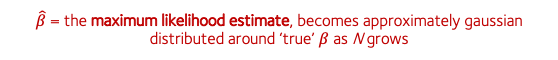 β̂ = the maximum likelihood estimate, becomes approximately gaussian
distributed around ‘true’ β as N grows